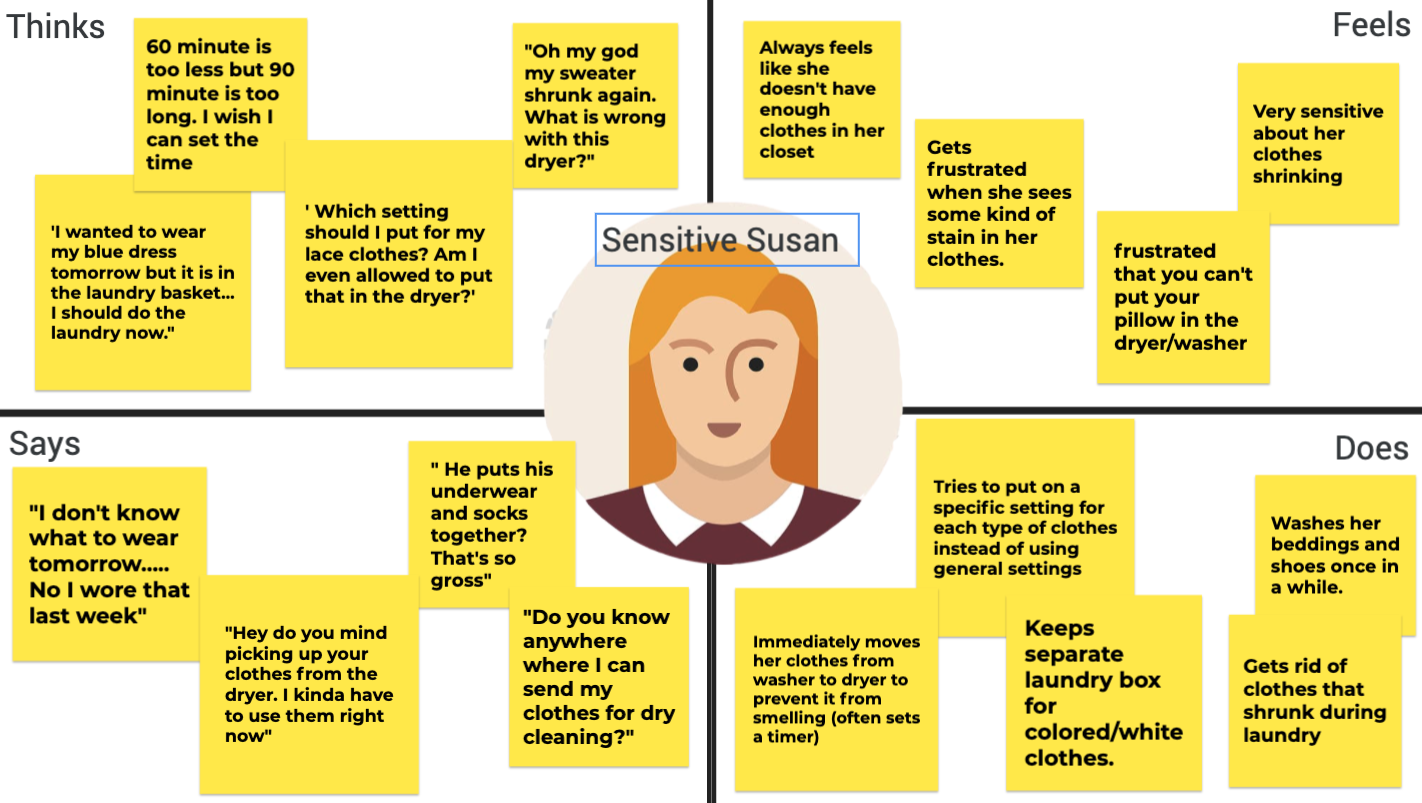 Thinks
60 minute is
too less but 90
minute is too
long. I wish I
can set the
time
"Oh my god
my sweater
shrunk again.
What is wrong
with this
dryer?"
'I wanted to wear
my blue dress
tomorrow but it is in
the laundry basket...
I should do the
laundry now."
' Which setting
should I put for my
lace clothes? Am I
even allowed to put
that in the dryer?'
Feels
Always feels
like she
doesn't have
enough
clothes in her
closet
Gets
frustrated
when she sees
some kind of
stain in her
clothes.
Very sensitive
about her
clothes
shrinking
frustrated
that you can't
put your
pillow in the
dryer/washer
Sensitive Susan
Says
"I don't know
what to wear
tomorrow.....
No I wore that
last week"
"Hey do you mind
picking up your
clothes from the
dryer. I kinda have
to use them right
now"
" He puts his
underwear
and socks
together?
That's so
gross"
"Do you know
anywhere
where I can
send my
clothes for dry
cleaning?"
Does
Tries to put on a
specific setting for
each type of clothes
instead of using
general settings
Washes her
beddings and
shoes once in
a while.
Immediately moves
her clothes from
washer to dryer to
prevent it from
smelling (often sets
a timer)
Keeps
separate
laundry box
for
colored/white
clothes.
Gets rid of
clothes that
shrunk during
laundry